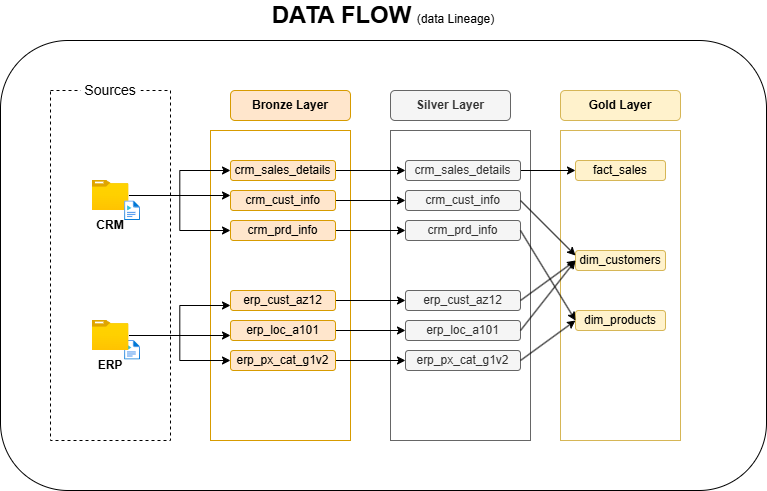 DATA FLOW (data Lineage)
Sources
Bronze Layer
Silver Layer
Gold Layer
crm_sales_details
crm_sales_details
fact_sales
crm_cust_info
crm_cust_info
CRM
crm_prd_info
crm_prd_info
dim_customers
erp_cust_az12
erp_cust_az12
dim_products
erp_loc_a101
erp_loc_a101
ERP
erp_px_cat_g1v2
erp_px_cat_g1v2